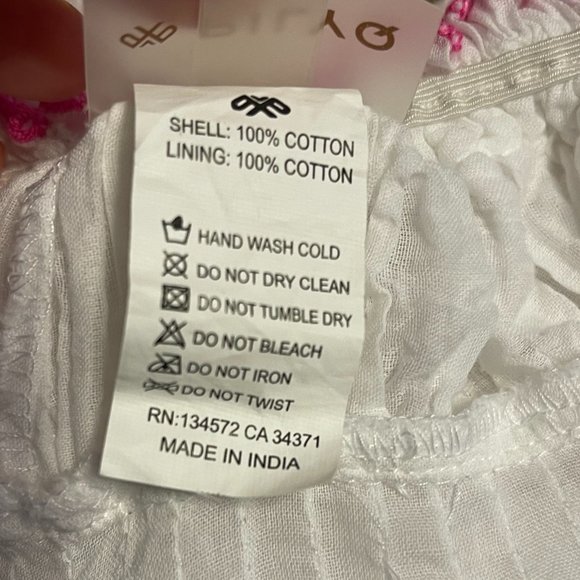 SHELL: 100% COTTON
LINING: 100% COTTON
HAND WASH COLD
DO NOT DRY CLEAN
DO NOT TUMBLE DRY
DO NOT BLEACH
DO NOT IRON
DO NOT TWIST
RN:134572 CA 34371
MADE IN INDIA